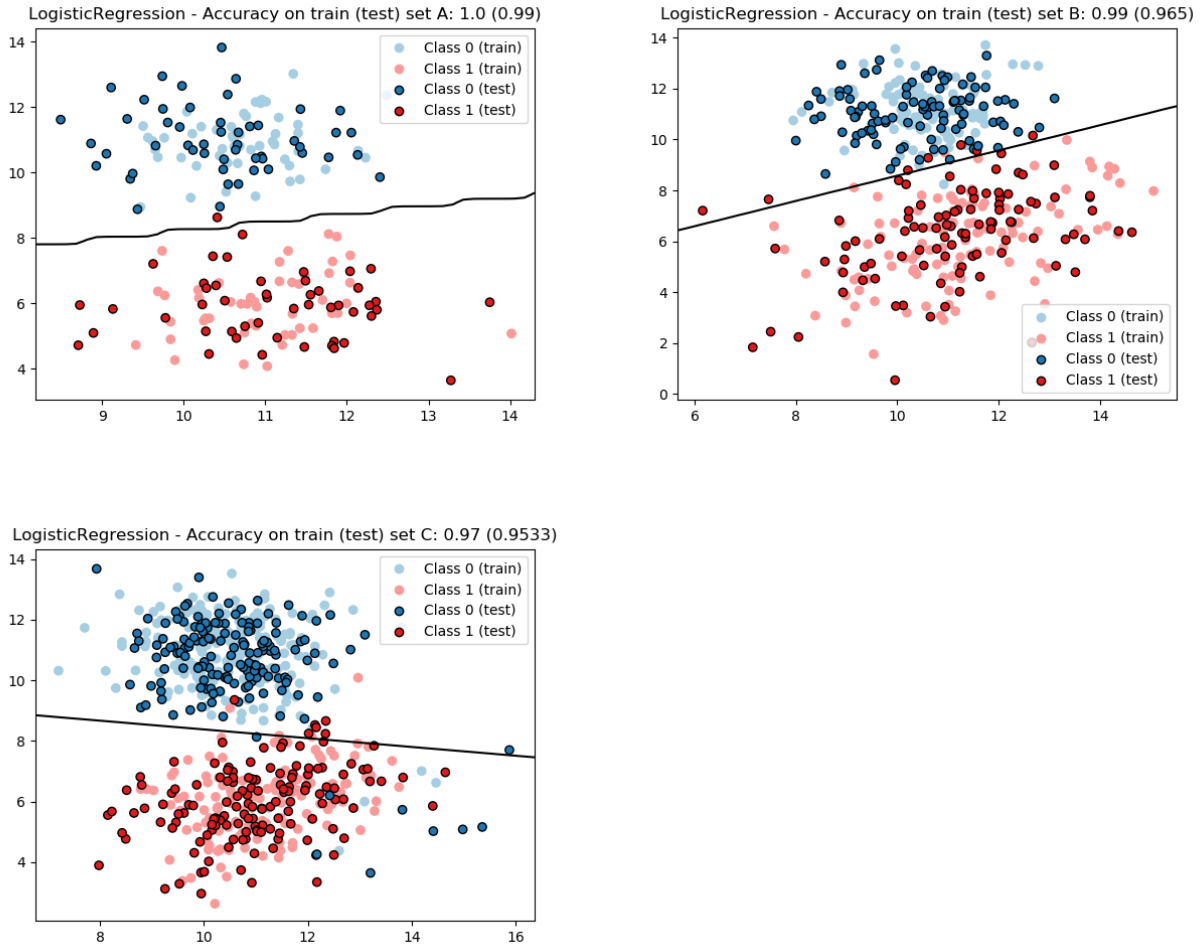 LogisticRegression - Accuracy on train (test) set A: 1.0 (0.99)
14
12
10
8
6
4
9
10
11
12
13
14
Class 0 (train)
Class 1 (train)
Class 0 (test)
Class 1 (test)
LogisticRegression - Accuracy on train (test) set B: 0.99 (0.965)
14
12
10
8
6
4
2
0
6
8
10
12
14
Class 0 (train)
Class 1 (train)
Class 0 (test)
Class 1 (test)
LogisticRegression - Accuracy on train (test) set C: 0.97 (0.9533)
14
12
10
8
6
4
8
10
12
14
16
Class 0 (train)
Class 1 (train)
Class 0 (test)
Class 1 (test)